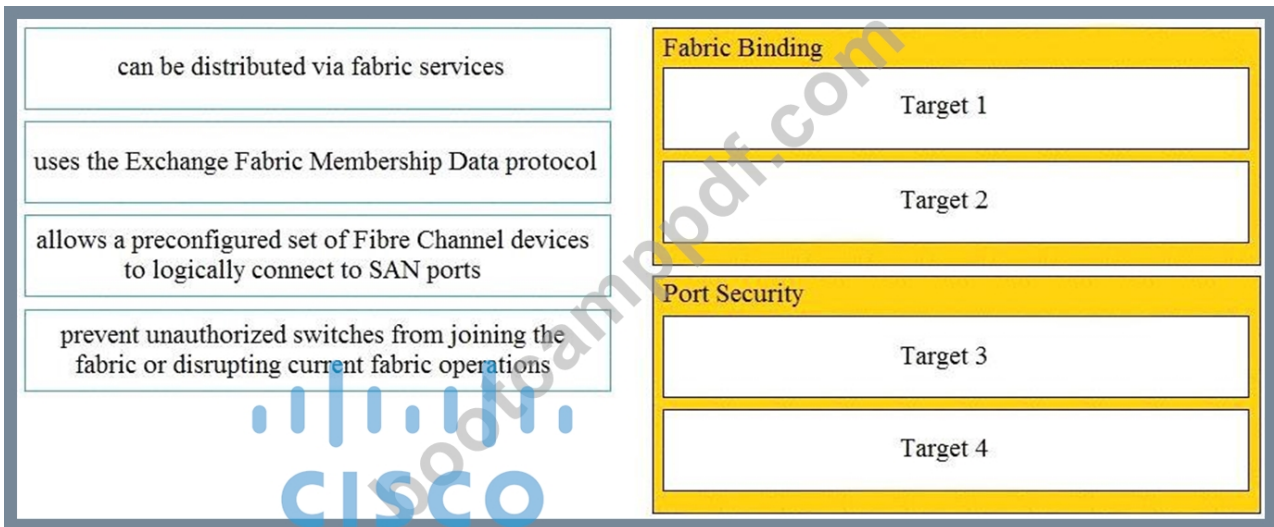 can be distributed via fabric services
uses the Exchange Fabric Membership Data protocol
allows a preconfigured set of Fibre Channel devices
to logically connect to SAN ports
prevent unauthorized switches from joining the
fabric or disrupting current fabric operations
Fabric Binding
Target 1
Target 2
Port Security
Target 3
Target 4
bootcamppdf.com
CISCO